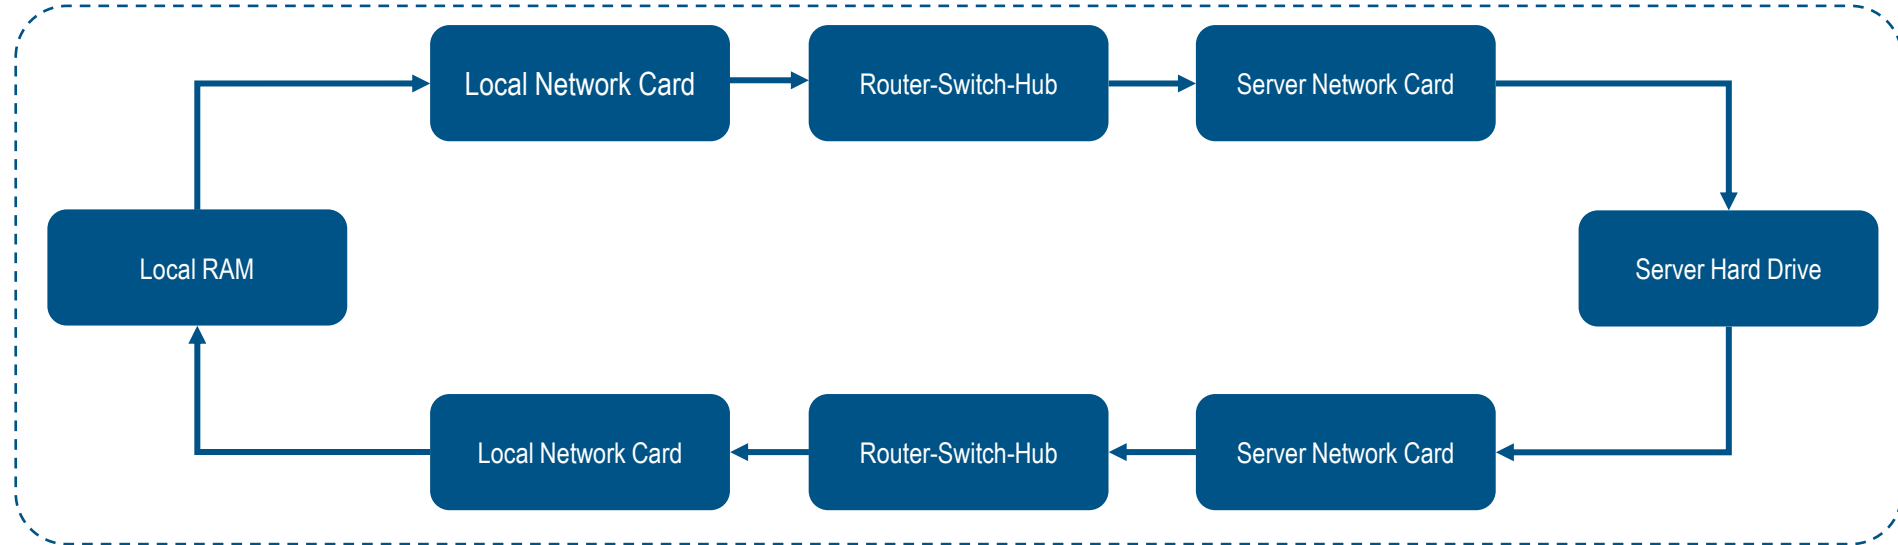 Local Network Card
Router-Switch-Hub
Server Network Card
Local RAM
Server Hard Drive
Local Network Card
Router-Switch-Hub
Server Network Card